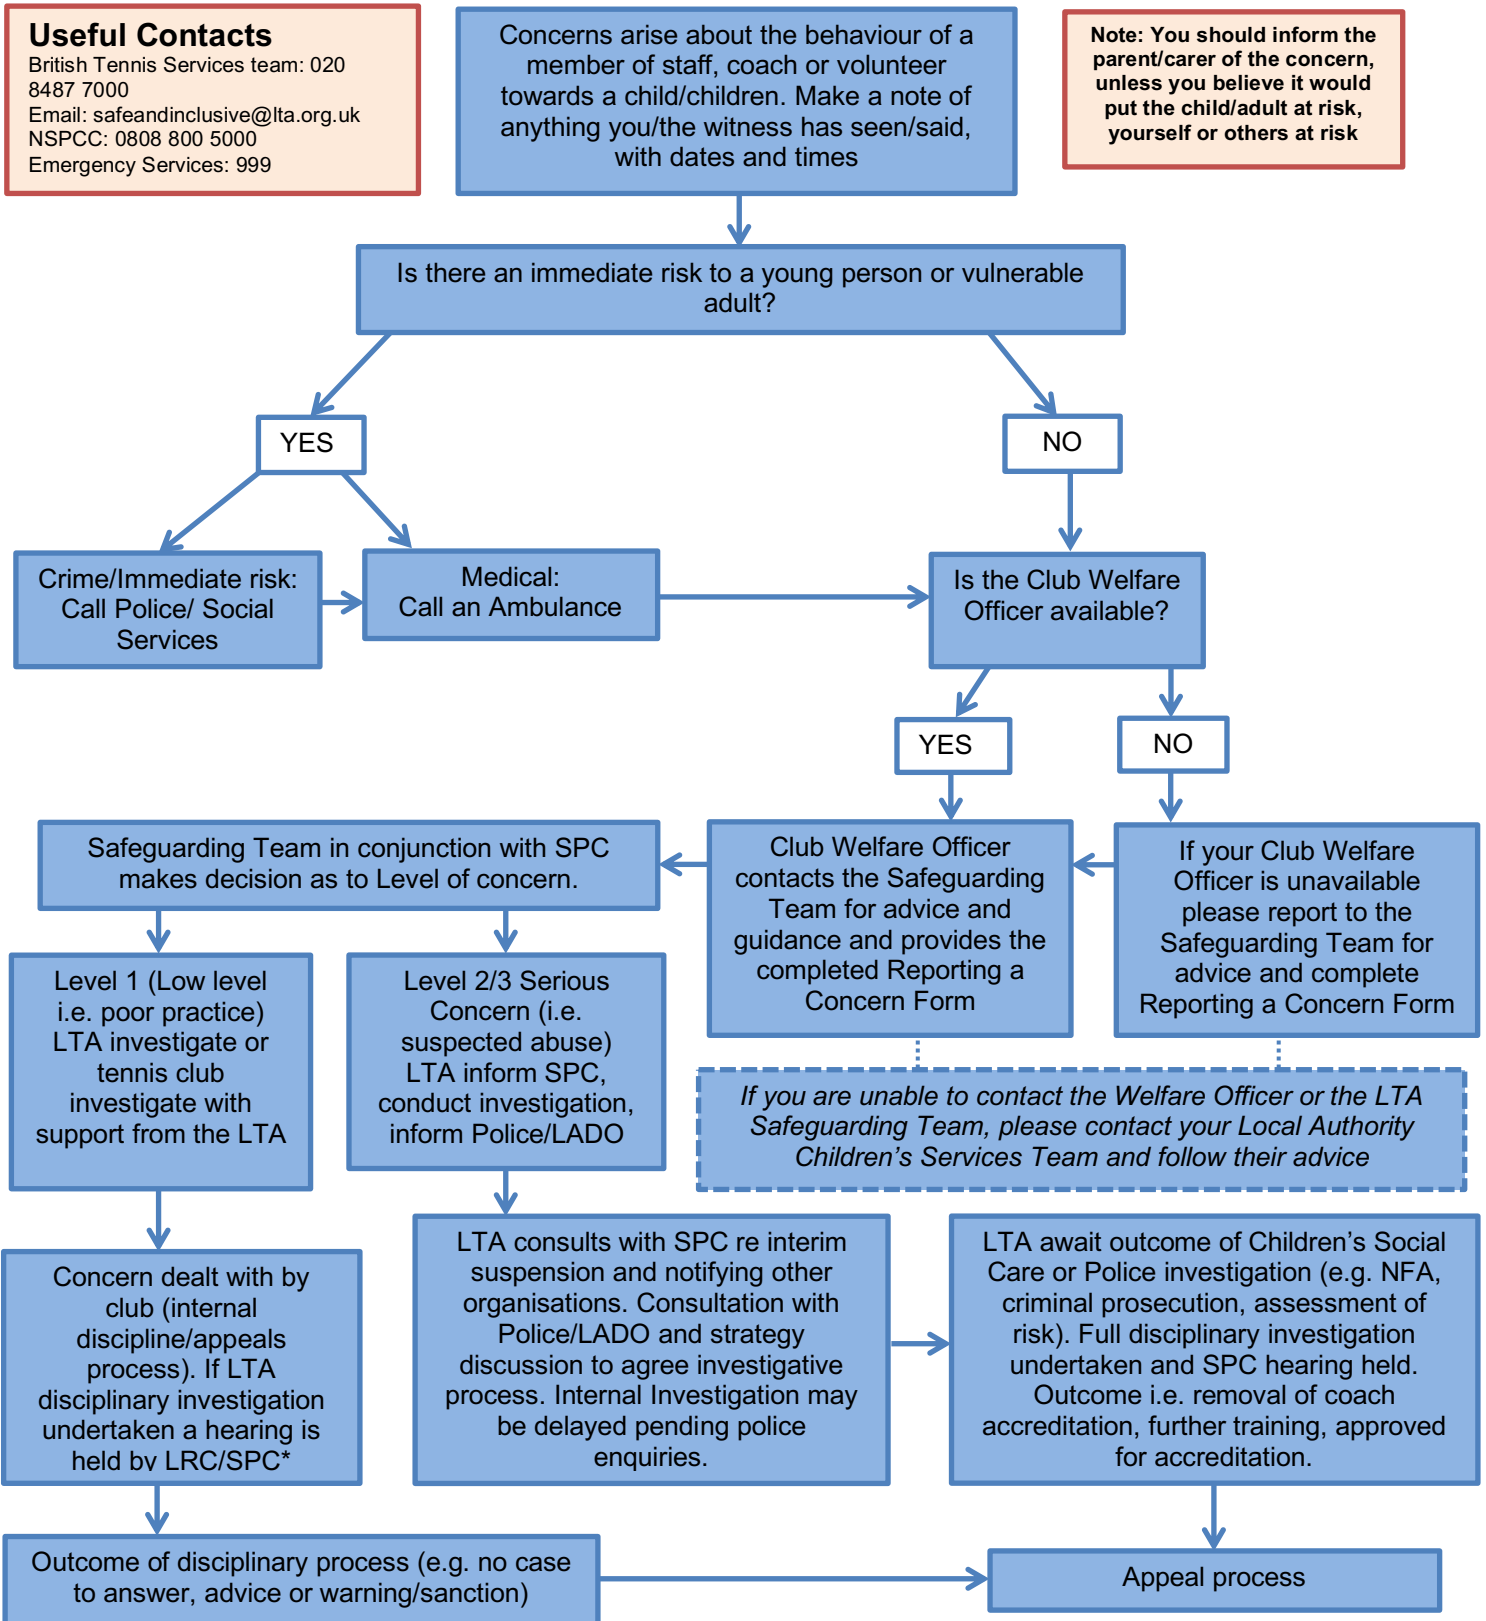 Useful Contacts
British Tennis Services team: 020
8487 7000
Email: safeandinclusive@lta.org.uk
NSPCC: 0808 800 5000
Emergency Services: 999
Concerns arise about the behaviour of a
member of staff, coach or volunteer
towards a child/children. Make a note of
anything you/the witness has seen/said,
with dates and times
Note: You should inform the
parent/carer of the concern,
unless you believe it would
put the child/adult at risk,
yourself or others at risk
Is there an immediate risk to a young person or vulnerable
adult?
YES
NO
Crime/Immediate risk:
Call Police/ Social
Services
Medical:
Call an Ambulance
Is the Club Welfare
Officer available?
YES
NO
Safeguarding Team in conjunction with SPC
makes decision as to Level of concern.
Club Welfare Officer
contacts the Safeguarding
Team for advice and
guidance and provides the
completed Reporting a
Concern Form
If your Club Welfare
Officer is unavailable
please report to the
Safeguarding Team for
advice and complete
Reporting a Concern Form
Level 1 (Low level
i.e. poor practice)
LTA investigate or
tennis club
investigate with
support from the LTA
Level 2/3 Serious
Concern (i.e.
suspected abuse)
LTA inform SPC,
conduct investigation,
inform Police/LADO
If you are unable to contact the Welfare Officer or the LTA
Safeguarding Team, please contact your Local Authority
Children's Services Team and follow their advice
Concern dealt with by
club (internal
discipline/appeals
process). If LTA
disciplinary investigation
undertaken a hearing is
held by LRC/SPC*
LTA consults with SPC re interim
suspension and notifying other
organisations. Consultation with
Police/LADO and strategy
discussion to agree investigative
process. Internal Investigation may
be delayed pending police
enquiries.
LTA await outcome of Children's Social
Care or Police investigation (e.g. NFA,
criminal prosecution, assessment of
risk). Full disciplinary investigation
undertaken and SPC hearing held.
Outcome i.e. removal of coach
accreditation, further training, approved
for accreditation.
Outcome of disciplinary process (e.g. no case
to answer, advice or warning/sanction)
Appeal process